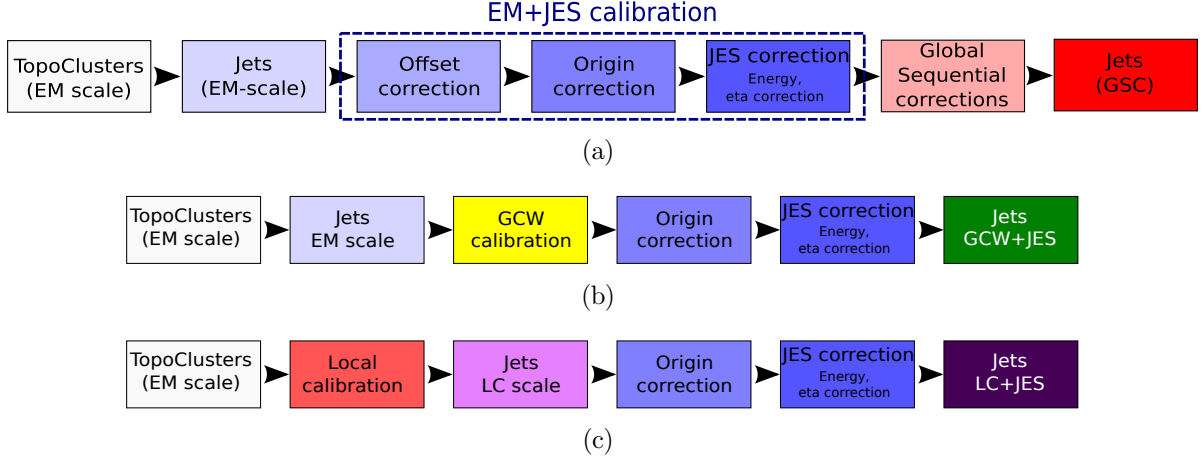 EM+JES calibration
TopoClusters
(EM scale)
Jets
(EM-scale)
Offset
correction
Origin
correction
JES correction
Energy,
eta correction
Global
Sequential
corrections
Jets
(GSC)
(a)
TopoClusters
(EM scale)
Jets
EM scale
GCW
calibration
Origin
correction
JES correction
Energy,
eta correction
Jets
GCW+JES
(b)
TopoClusters
(EM scale)
Local
calibration
Jets
LC scale
Origin
correction
JES correction
Energy,
eta correction
Jets
LC+JES
(c)